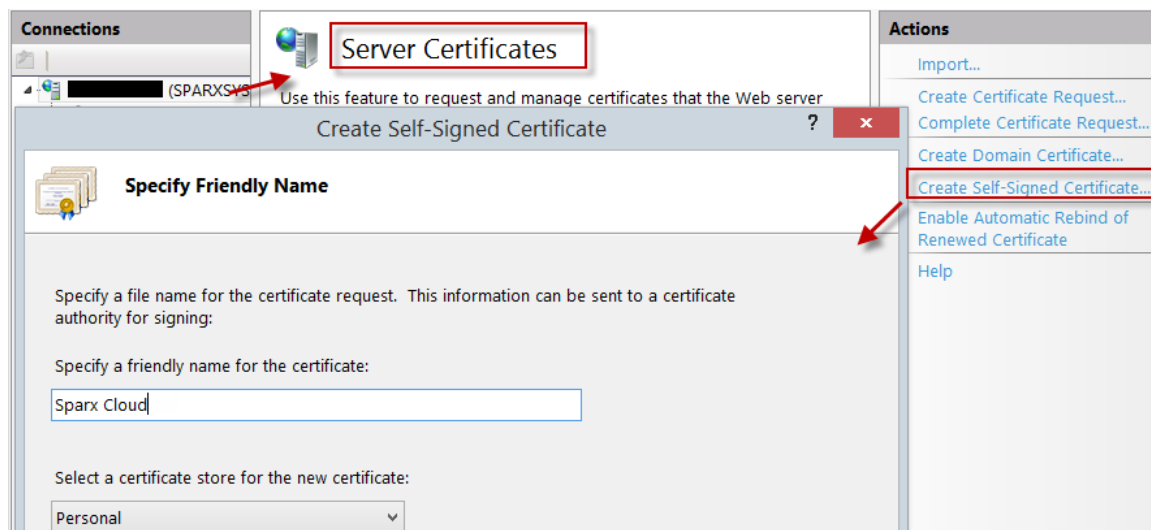 Connections
Server Certificates
(SPARXSYS
Use this feature to request and manage certificates that the Web server
Actions
Import...
Create Certificate Request...
Complete Certificate Request...
Create Domain Certificate...
Create Self-Signed Certificate...
Enable Automatic Rebind of
Renewed Certificate
Help
Create Self-Signed Certificate
?
x
Specify Friendly Name
Specify a file name for the certificate request.  This information can be sent to a certificate
authority for signing:
Specify a friendly name for the certificate:
Sparx Cloud
Select a certificate store for the new certificate:
Personal